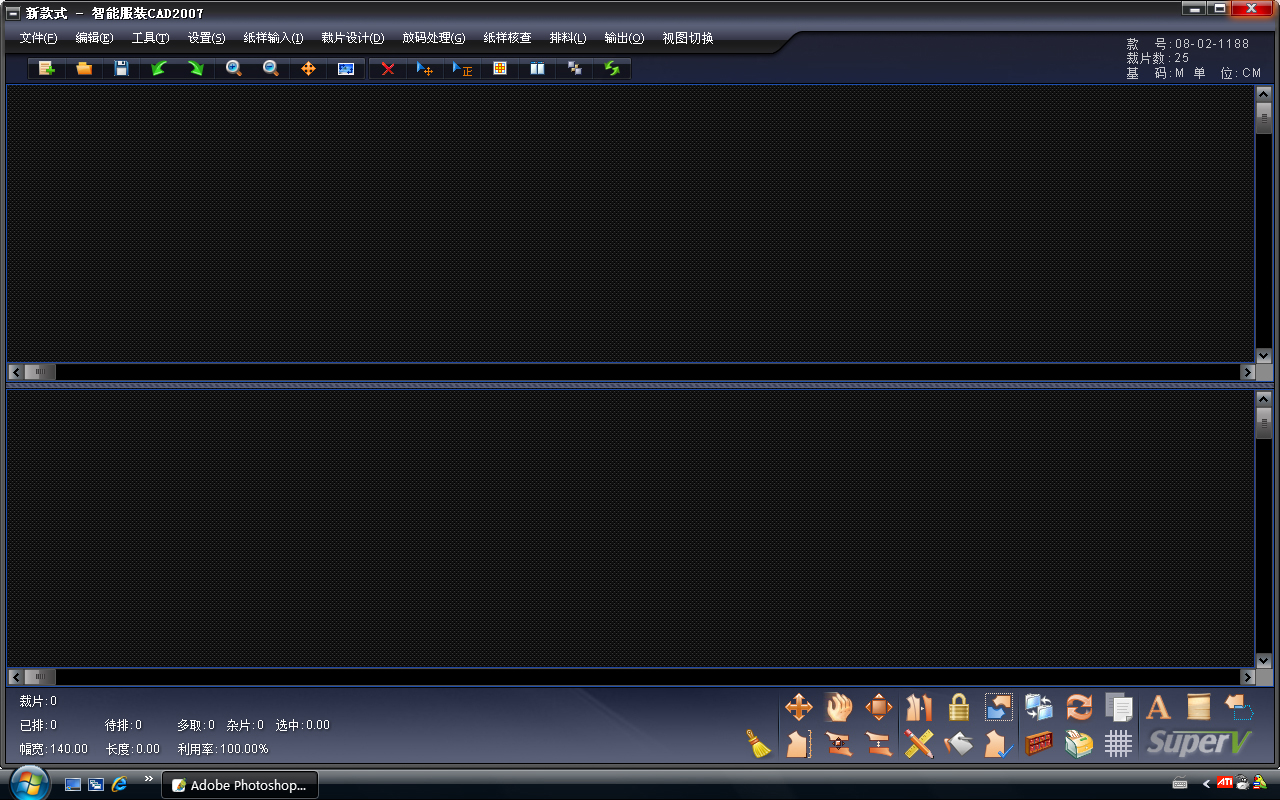 新款式 - 智能服装CAD2007
文件(F) 编辑(E) 工具(T) 设置(S) 纸样输入(I) 裁片设计(D) 放码处理(G) 纸样核查 排料(L) 输出(O) 视图切换
款 号:08-02-1188
裁片数:25
基 码:M 单 位:CM
正
裁片:0
已排:0 待排:0 多取:0 杂片:0 选中:0.00
幅宽:140.00 长度:0.00 利用率:100.00%
A
SuperV
Adobe Photoshop...
ATI